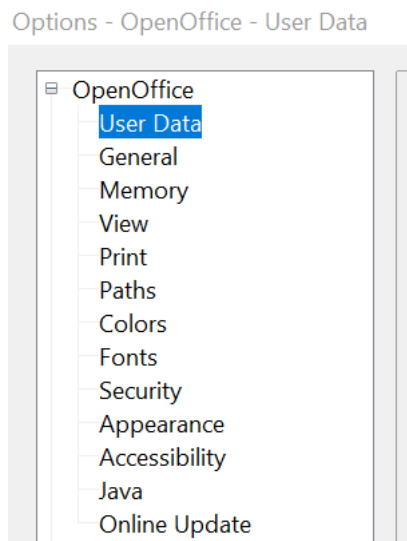 Options - OpenOffice - User Data
OpenOffice
User Data
General
Memory
View
Print
Paths
Colors
Fonts
Security
Appearance
Accessibility
Java
Online Update